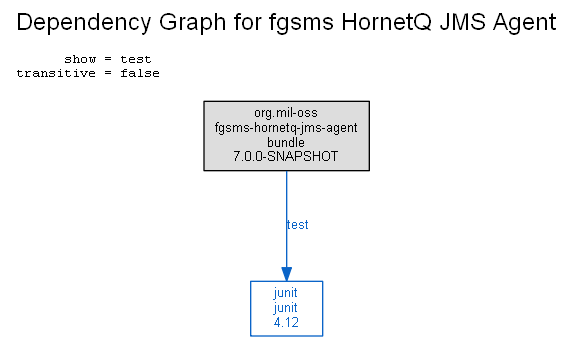 Dependency Graph for fgsms HornetQ JMS Agent
show = test
transitive = false
org.mil-oss
fgsms-hornetq-jms-agent
bundle
7.0.0-SNAPSHOT
test
junit
junit
4.12